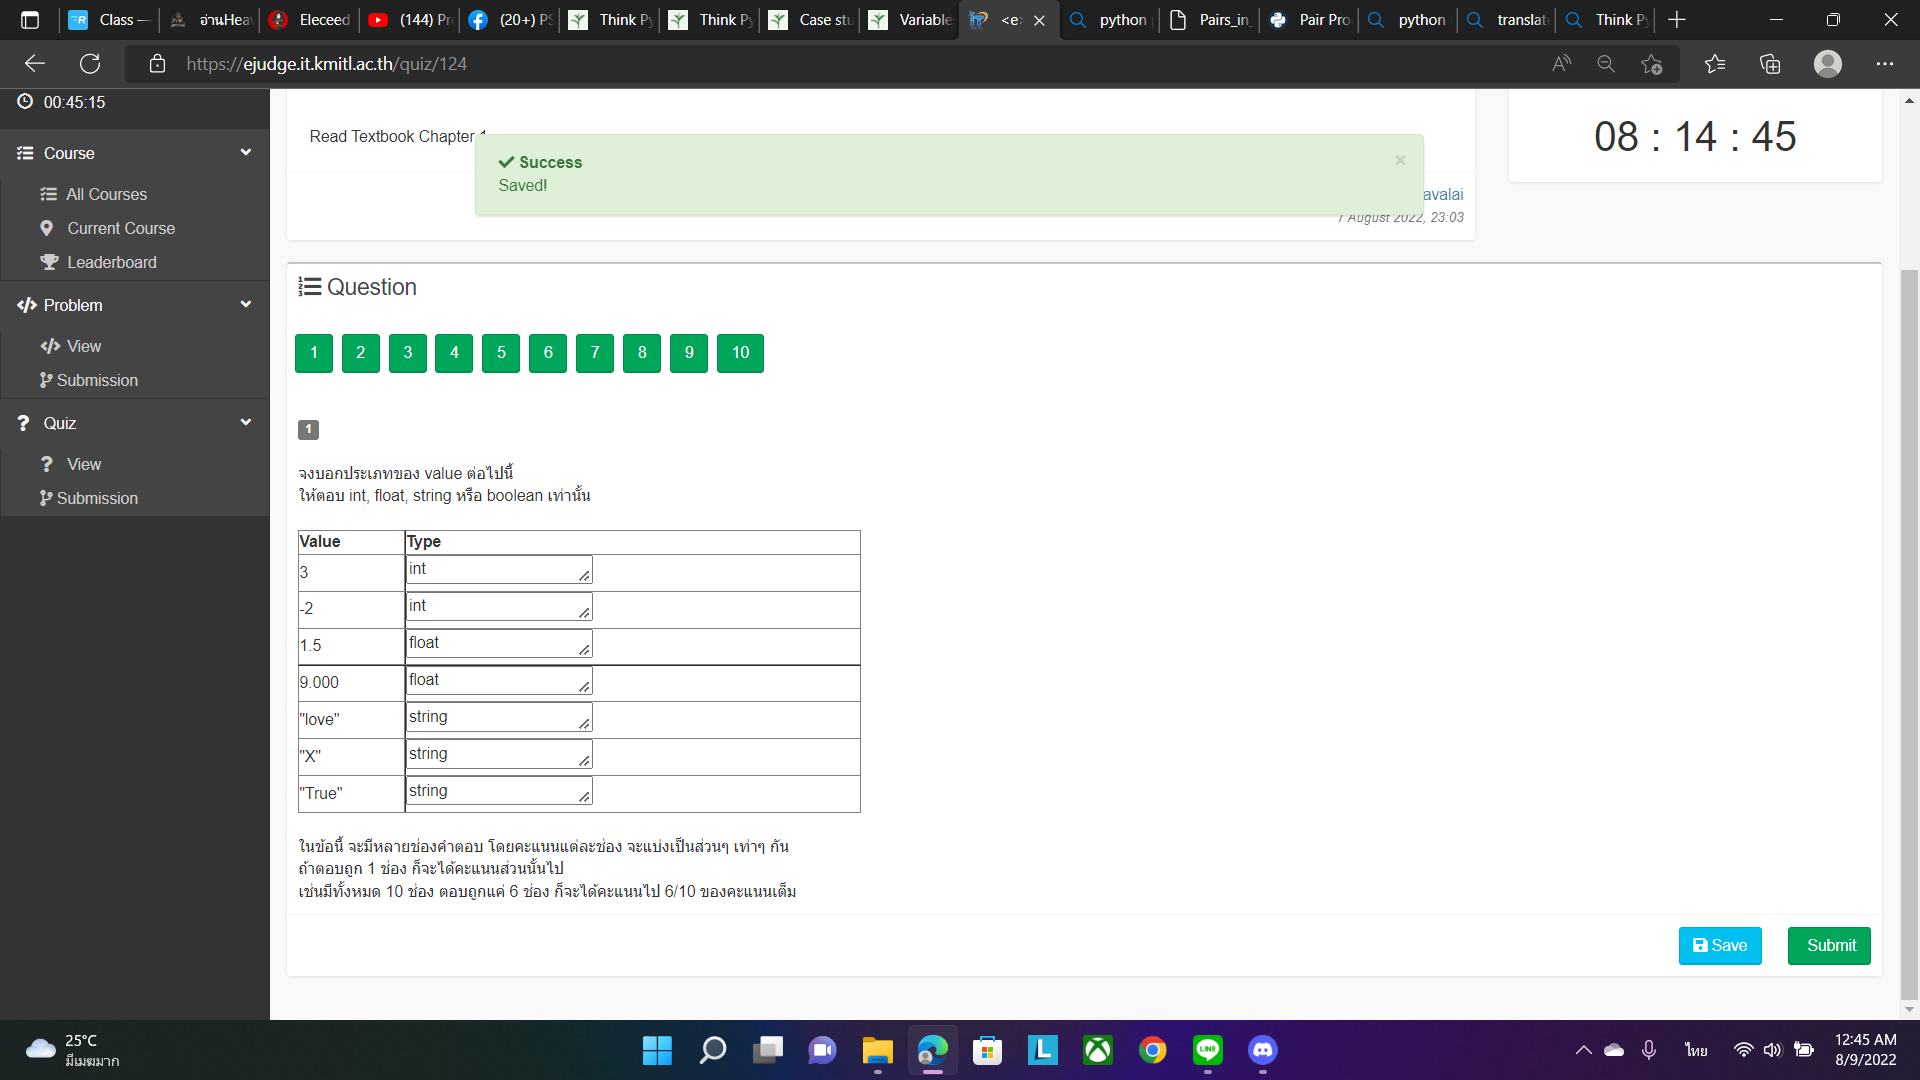 Class —
อ่านHea
Eleceed
(144) Pr
(20+) PS
Think Py
Think Py
Case stu
Variable
<e>
python
Pairs_in_
Pair Pro
python
translat
Think Py
https://ejudge.it.kmitl.ac.th/quiz/124
00:45:15
Course
All Courses
Current Course
Leaderboard
Problem
View
Submission
Quiz
View
Submission
Read Textbook Chapter 1
Success
Saved!
×
avalai
7 August 2022, 23:03
08 : 14 : 45
Question
1 2 3 4 5 6 7 8 9 10
1
จงบอกประเภทของ value ต่อไปนี้
ให้ตอบ int, float, string หรือ boolean เท่านั้น
Value Type
3 int
-2 int
1.5 float
9.000 float
"love" string
"X" string
"True" string
ในข้อนี้ จะมีหลายช่องคำตอบ โดยคะแนนแต่ละช่อง จะแบ่งเป็นส่วนๆ เท่าๆ กัน
ถ้าตอบถูก 1 ช่อง ก็จะได้คะแนนส่วนนั้นไป
เช่นมีทั้งหมด 10 ช่อง ตอบถูกแค่ 6 ช่อง ก็จะได้คะแนนไป 6/10 ของคะแนนเต็ม
Save Submit
25°C
มีเมฆมาก
ไทย
12:45 AM
8/9/2022